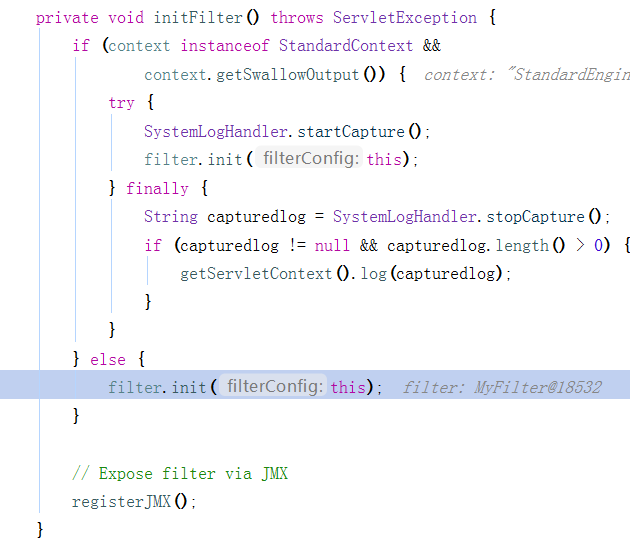 private void initFilter() throws ServletException {
if (context instanceof StandardContext &&
context.getSwallowOutput()) { context: "StandardEngin
try {
SystemLogHandler.startCapture();
filter.init( filterConfig: this);
} finally {
String capturedlog = SystemLogHandler.stopCapture();
if (capturedlog != null && capturedlog.length() > 0) {
getServletContext().log(capturedlog);
}
}
} else {
filter.init( filterConfig: this); filter: MyFilter@18532
}
// Expose filter via JMX
registerJMX();
}